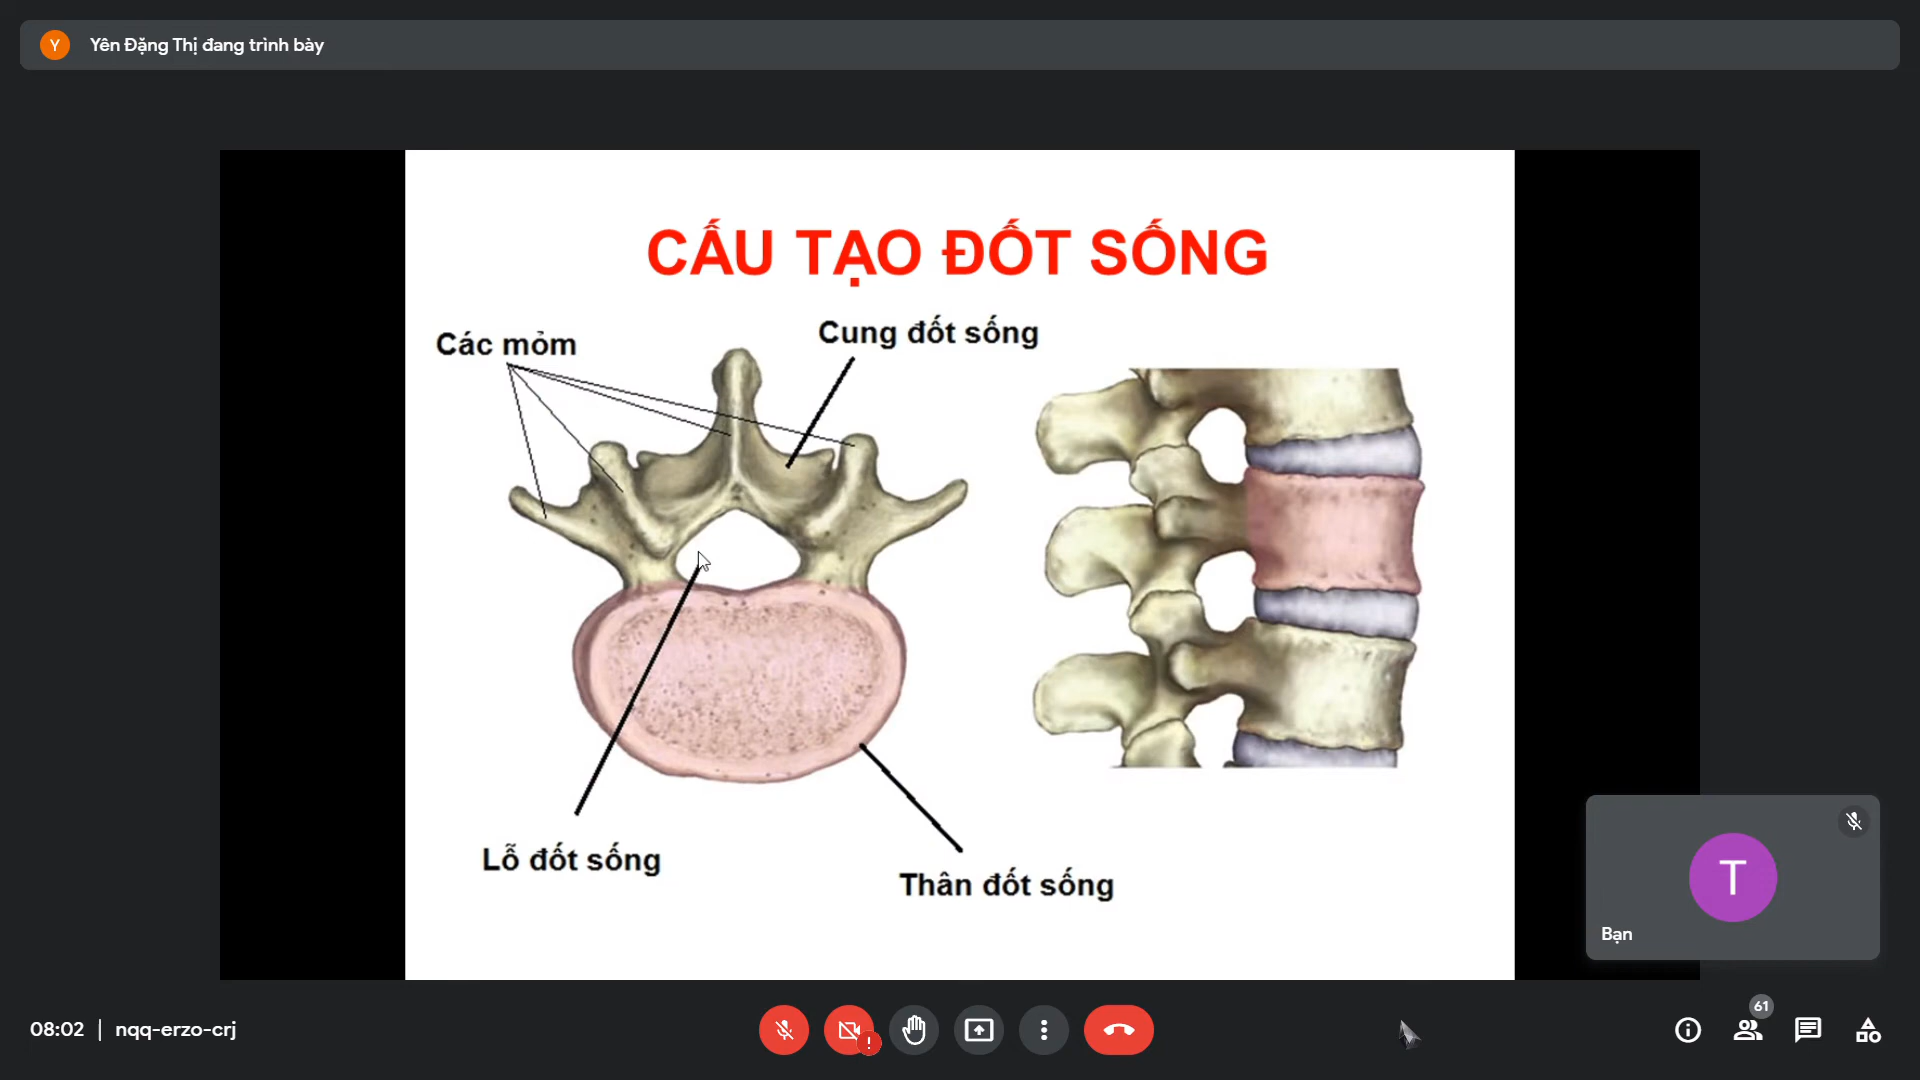 Y
Yên Đặng Thị đang trình bày
CẤU TẠO ĐỐT SỐNG
Các mỏm
Cung đốt sống
Lỗ đốt sống
Thân đốt sống
T
Bạn
08:02 | nqq-erzo-crj
!
61